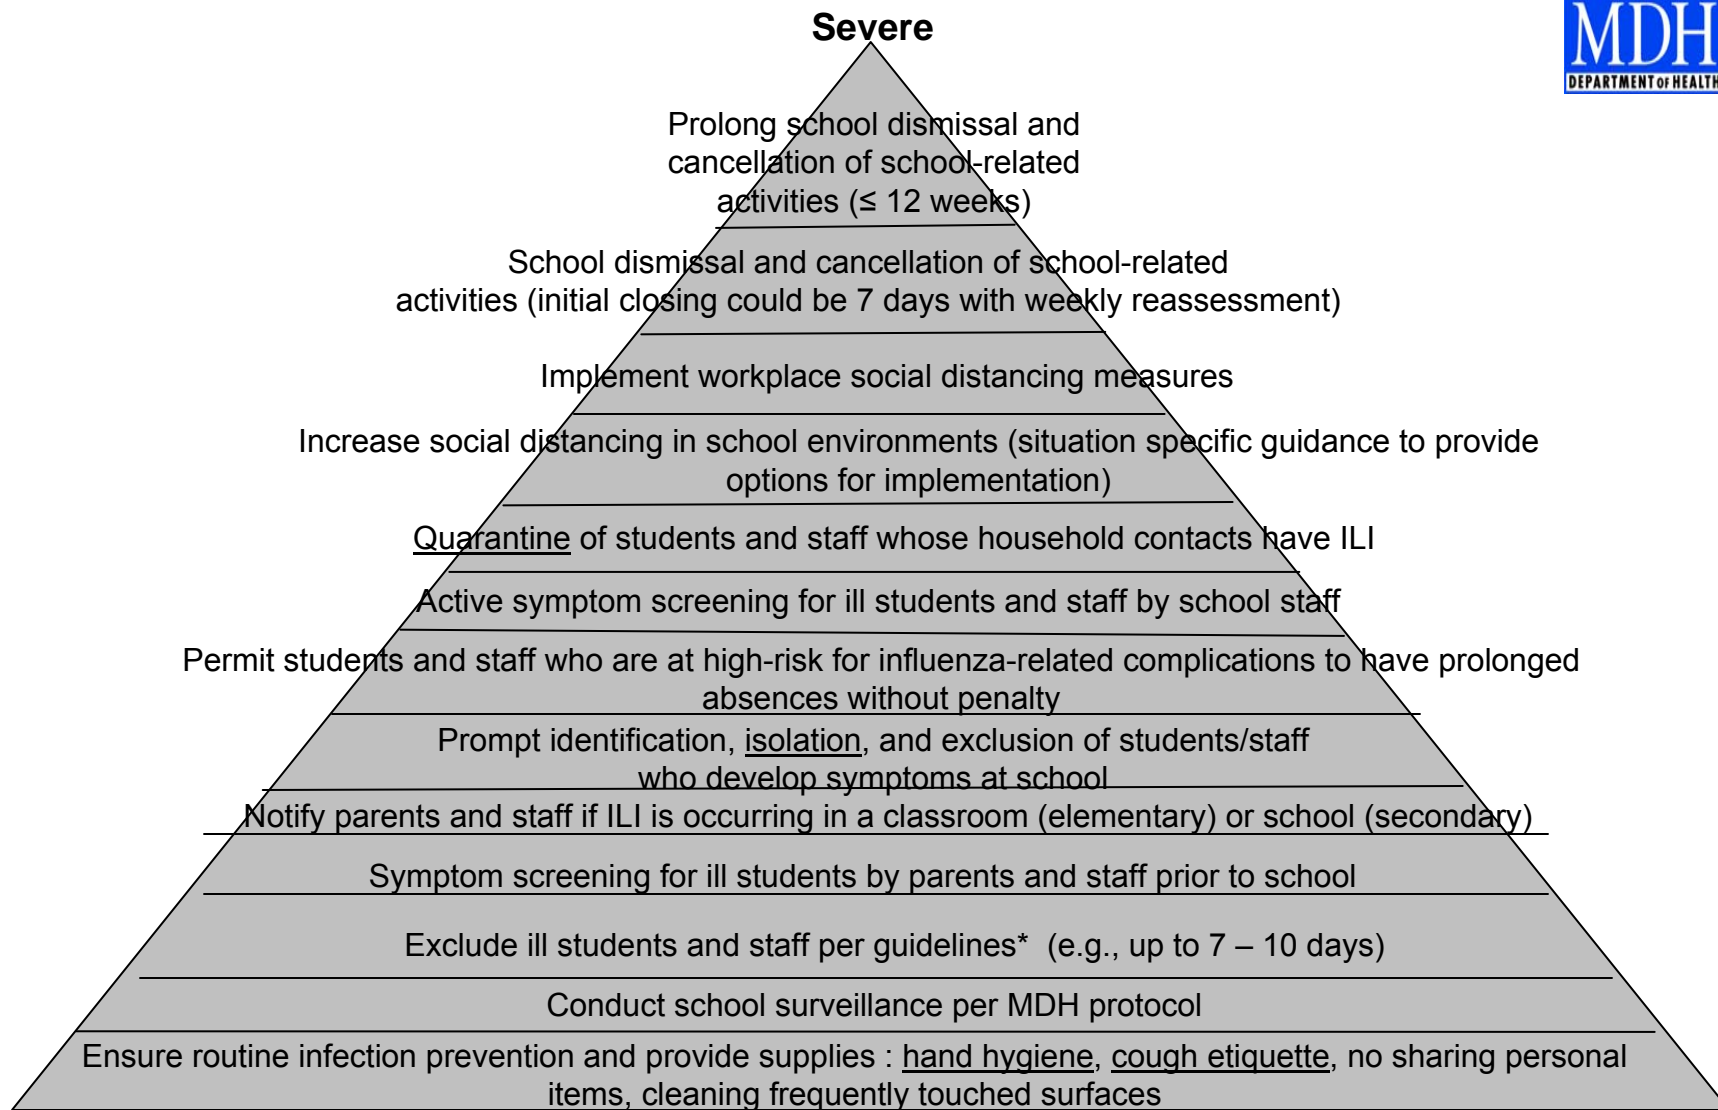 Severe
MDH
DEPARTMENT OF HEALTH
Prolong school dismissal and
cancellation of school-related
activities (≤ 12 weeks)
School dismissal and cancellation of school-related
activities (initial closing could be 7 days with weekly reassessment)
Implement workplace social distancing measures
Increase social distancing in school environments (situation specific guidance to provide
options for implementation)
Quarantine of students and staff whose household contacts have ILI
Active symptom screening for ill students and staff by school staff
Permit students and staff who are at high-risk for influenza-related complications to have prolonged
absences without penalty
Prompt identification, isolation, and exclusion of students/staff
who develop symptoms at school
Notify parents and staff if ILI is occurring in a classroom (elementary) or school (secondary)
Symptom screening for ill students by parents and staff prior to school
Exclude ill students and staff per guidelines* (e.g., up to 7 – 10 days)
Conduct school surveillance per MDH protocol
Ensure routine infection prevention and provide supplies : hand hygiene, cough etiquette, no sharing personal
items, cleaning frequently touched surfaces